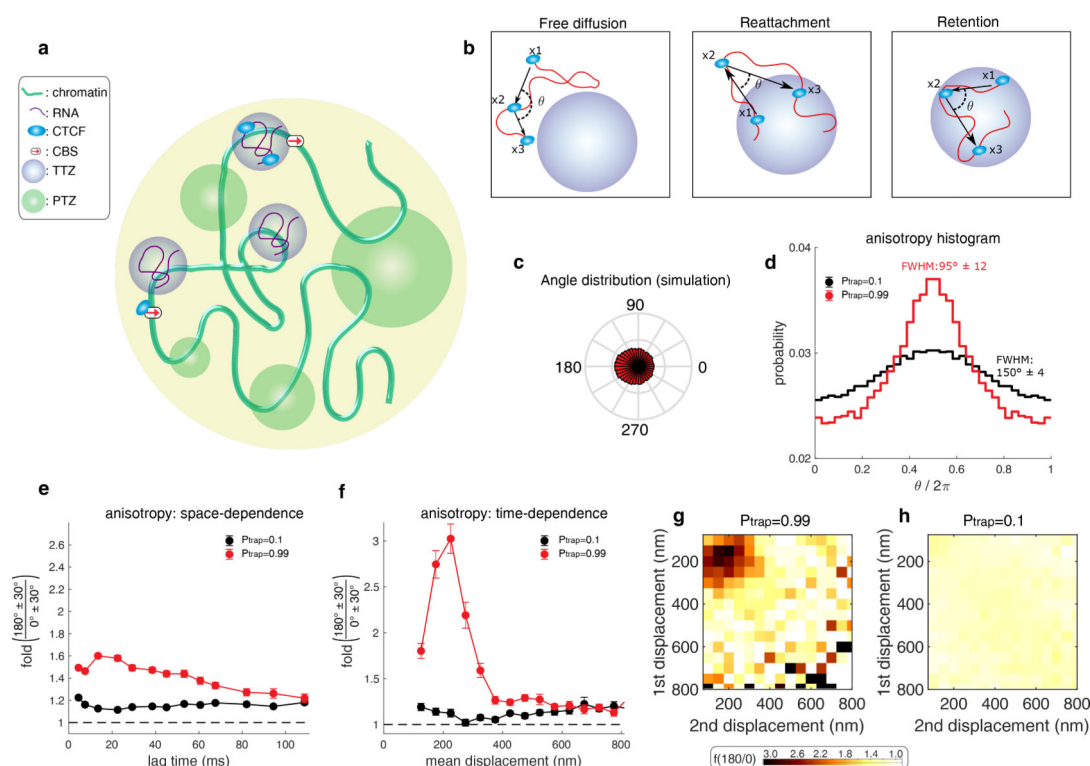 a
: chromatin
: RNA
: CTCF
: CBS
: TTZ
: PTZ
b
Free diffusion
x1
x2
θ
x3
Reattachment
x2
θ
x3
x1
Retention
x1
x2
θ
x3
c
Angle distribution (simulation)
90
180
0
270
d
anisotropy histogram
0.04
0.03
0.02
probability
FWHM:95° ± 12
Ptrap=0.1
Ptrap=0.99
FWHM:
150° ± 4
0 0.2 0.4 0.6 0.8 1
θ / 2π
e
anisotropy: space-dependence
Ptrap=0.1
Ptrap=0.99
2.6
2.4
2.2
2
1.8
1.6
1.4
1.2
1
fold (180° ± 30° / 0° ± 30°)
0 20 40 60 80 100
lag time (ms)
f
anisotropy: time-dependence
Ptrap=0.1
Ptrap=0.99
3
2.5
2
1.5
1
fold (180° ± 30° / 0° ± 30°)
0 200 400 600 800
mean displacement (nm)
g
Ptrap=0.99
1st displacement (nm)
200
400
600
800
200 400 600 800
2nd displacement (nm)
h
Ptrap=0.1
1st displacement (nm)
200
400
600
800
200 400 600 800
2nd displacement (nm)
f(180/0)
3.0 2.6 2.2 1.8 1.4 1.0